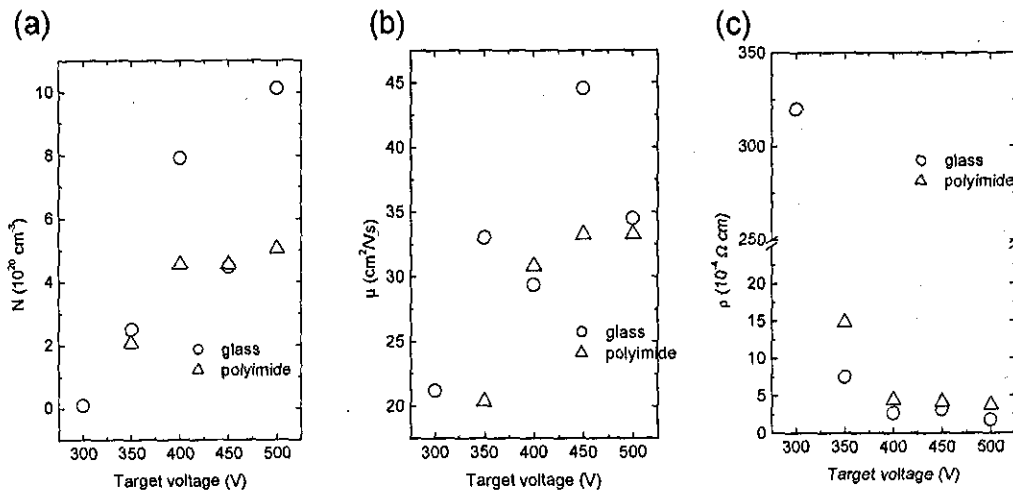 (a)
10
8
6
4
2
0
N (10²⁰ cm⁻³)
○ glass
△ polyimide
300 350 400 450 500
Target voltage (V)
(b)
45
40
35
30
25
20
μ (cm²/Vs)
○ glass
△ polyimide
300 350 400 450 500
Target voltage (V)
(c)
350
300
250
15
10
5
0
ρ (10⁻⁴ Ω cm)
○ glass
△ polyimide
300 350 400 450 500
Target voltage (V)